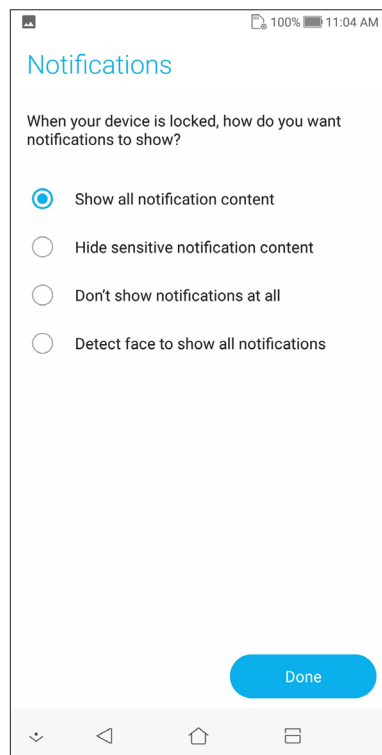 100% 11:04 AM
Notifications
When your device is locked, how do you want
notifications to show?
Show all notification content
Hide sensitive notification content
Don’t show notifications at all
Detect face to show all notifications
Done